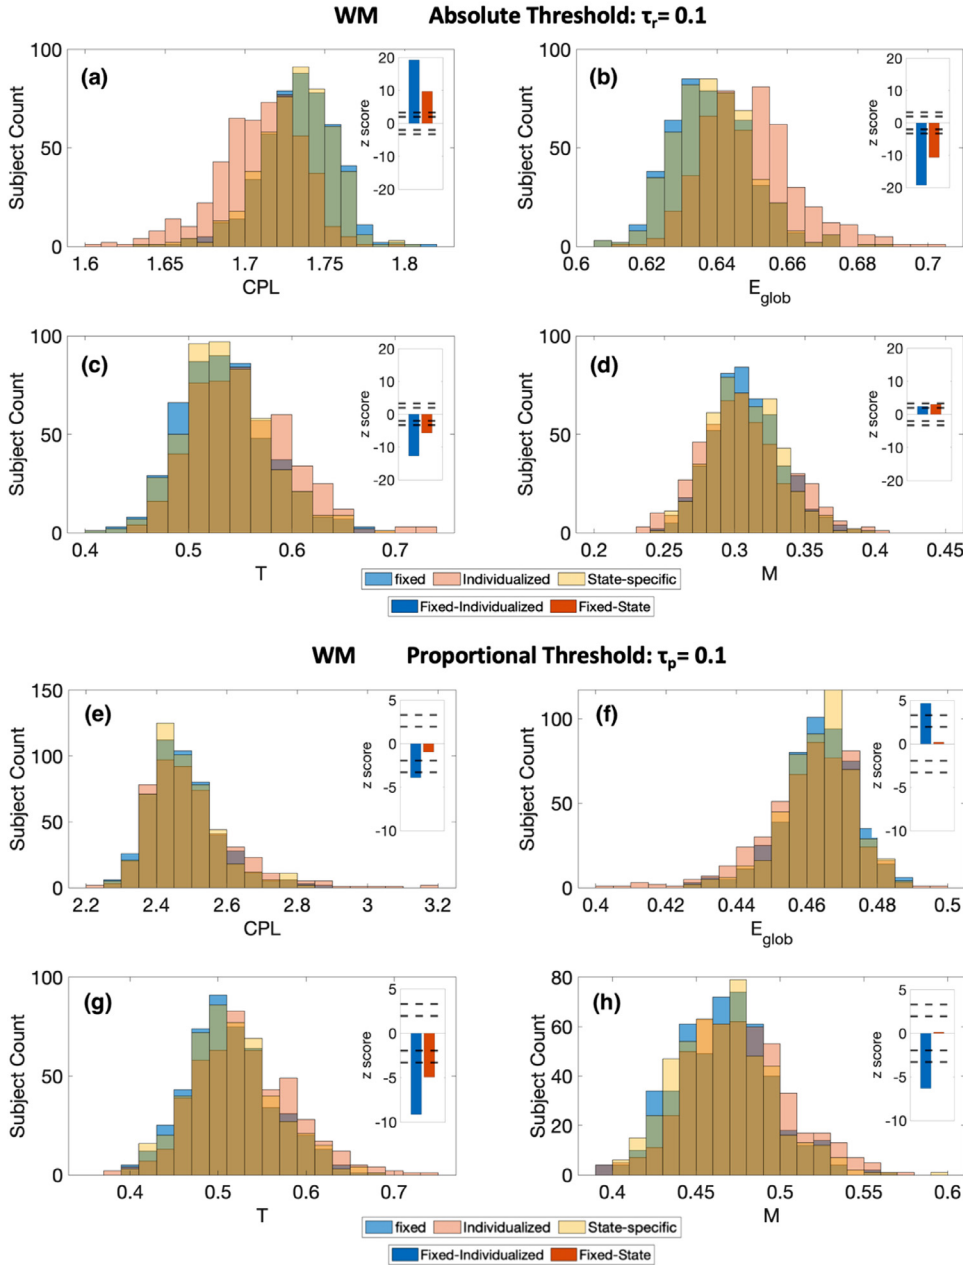 WM Absolute Threshold: τr= 0.1
(a)
Subject Count
100
50
0
1.6 1.65 1.7 1.75 1.8
CPL
z score
20
10
0
-10
-20
(b)
Subject Count
100
50
0
0.6 0.62 0.64 0.66 0.68 0.7
Eglob
z score
20
10
0
-10
-20
(c)
Subject Count
100
50
0
0.4 0.5 0.6 0.7
T
z score
20
10
0
-10
-20
(d)
Subject Count
100
50
0
0.2 0.25 0.3 0.35 0.4 0.45
M
z score
20
10
0
-10
-20
fixed Individualized State-specific
Fixed-Individualized Fixed-State
WM Proportional Threshold: τp= 0.1
(e)
Subject Count
150
100
50
0
2.2 2.4 2.6 2.8 3 3.2
CPL
z score
5
0
-5
-10
(f)
Subject Count
100
50
0
0.4 0.42 0.44 0.46 0.48 0.5
Eglob
z score
5
0
-5
-10
(g)
Subject Count
100
50
0
0.4 0.5 0.6 0.7
T
z score
5
0
-5
-10
(h)
Subject Count
80
60
40
20
0
0.4 0.45 0.5 0.55 0.6
M
z score
5
0
-5
-10
fixed Individualized State-specific
Fixed-Individualized Fixed-State